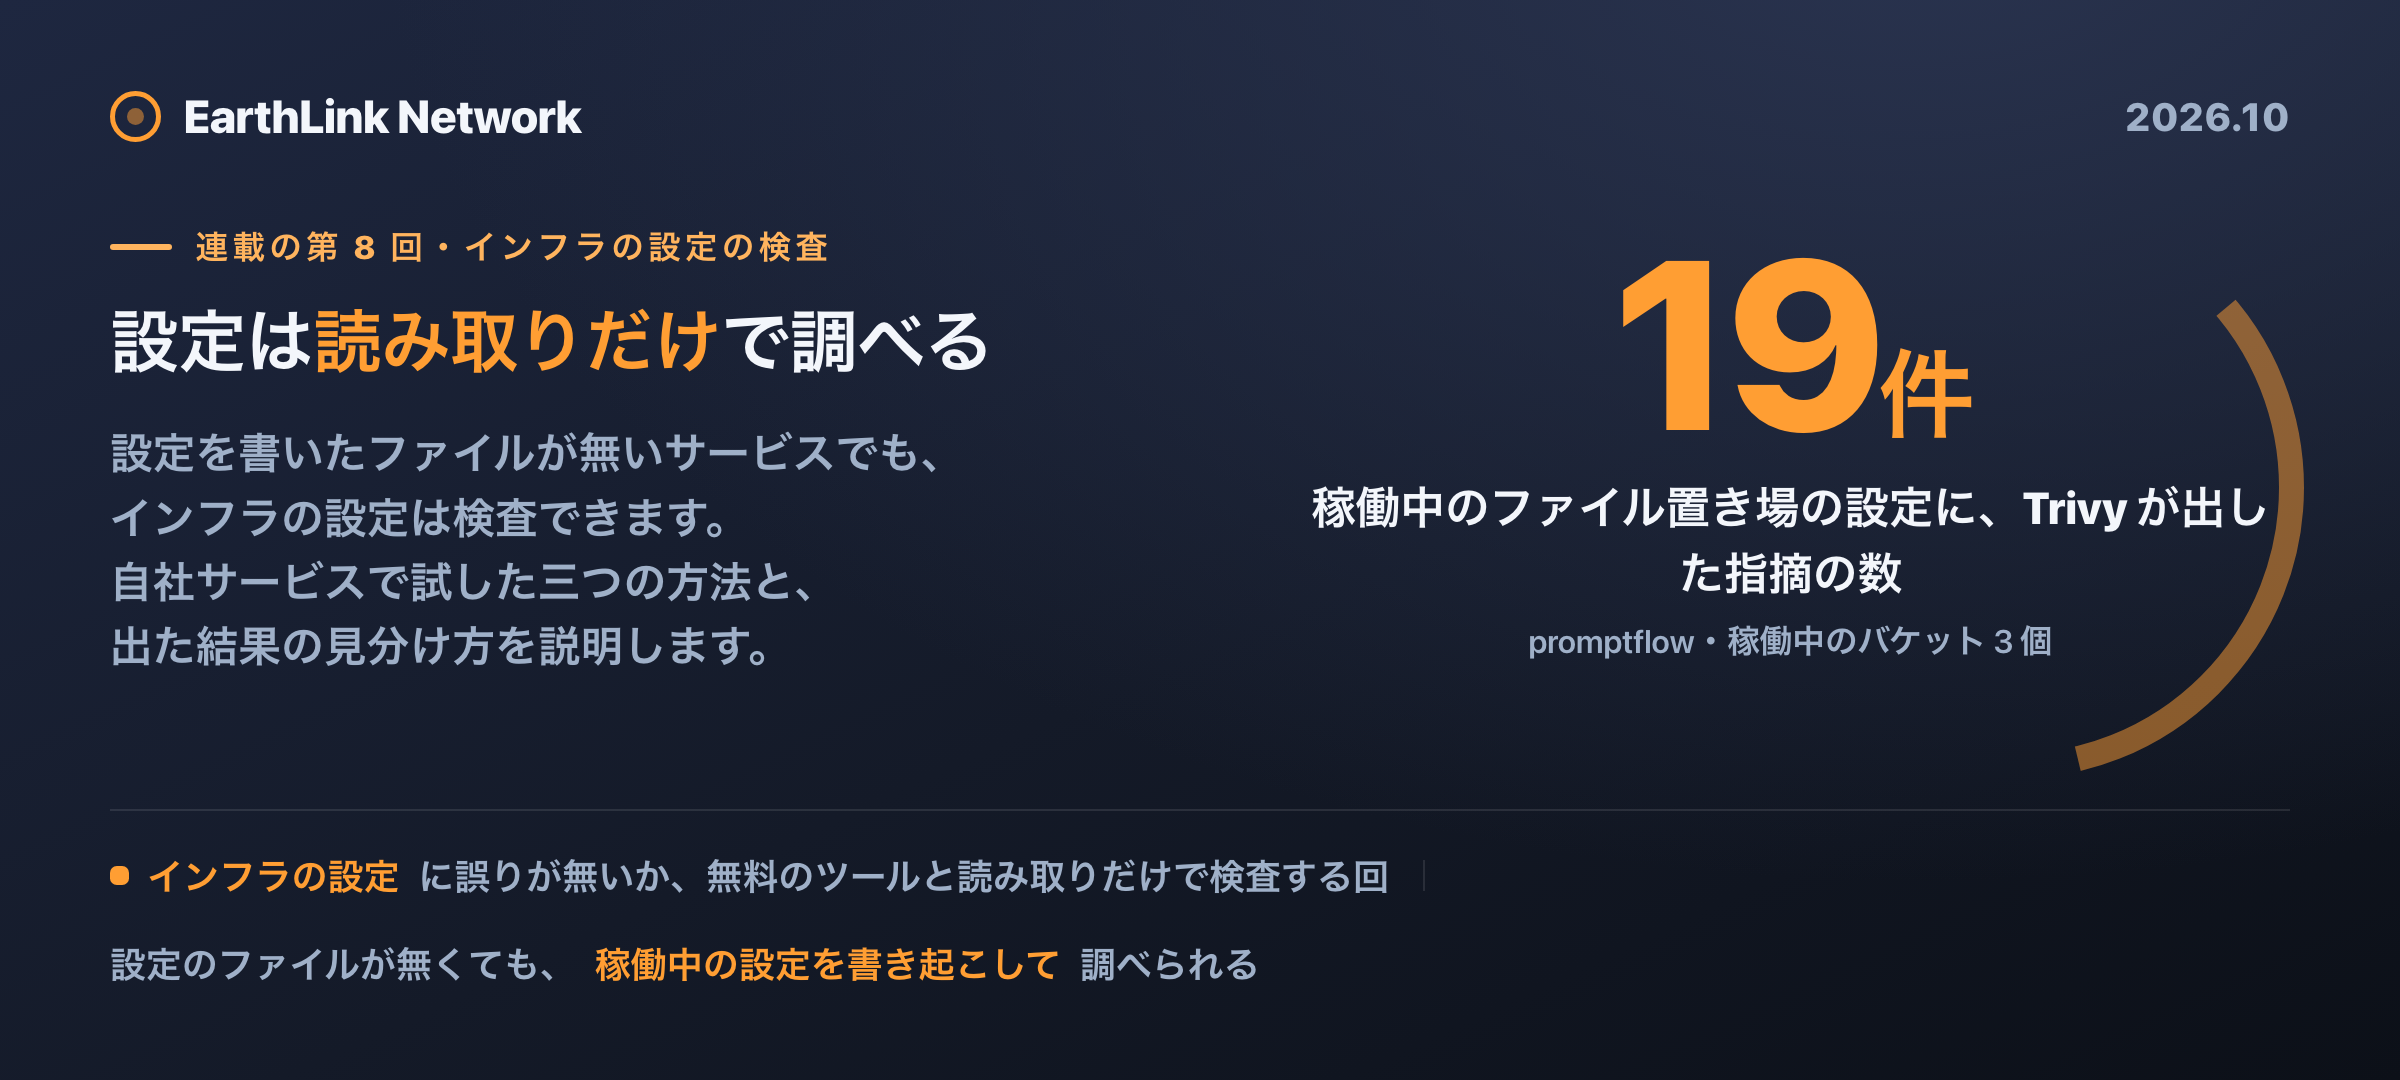 EarthLink Network
2026.10
連載の第 8 回・インフラの設定の検査
設定は読み取りだけで調べる
設定を書いたファイルが無いサービスでも、
インフラの設定は検査できます。
自社サービスで試した三つの方法と、
出た結果の見分け方を説明します。
19件
稼働中のファイル置き場の設定に、Trivy が出し
た指摘の数
promptflow・稼働中のバケット 3 個
インフラの設定 に誤りが無いか、無料のツールと読み取りだけで検査する回
設定のファイルが無くても、 稼働中の設定を書き起こして 調べられる